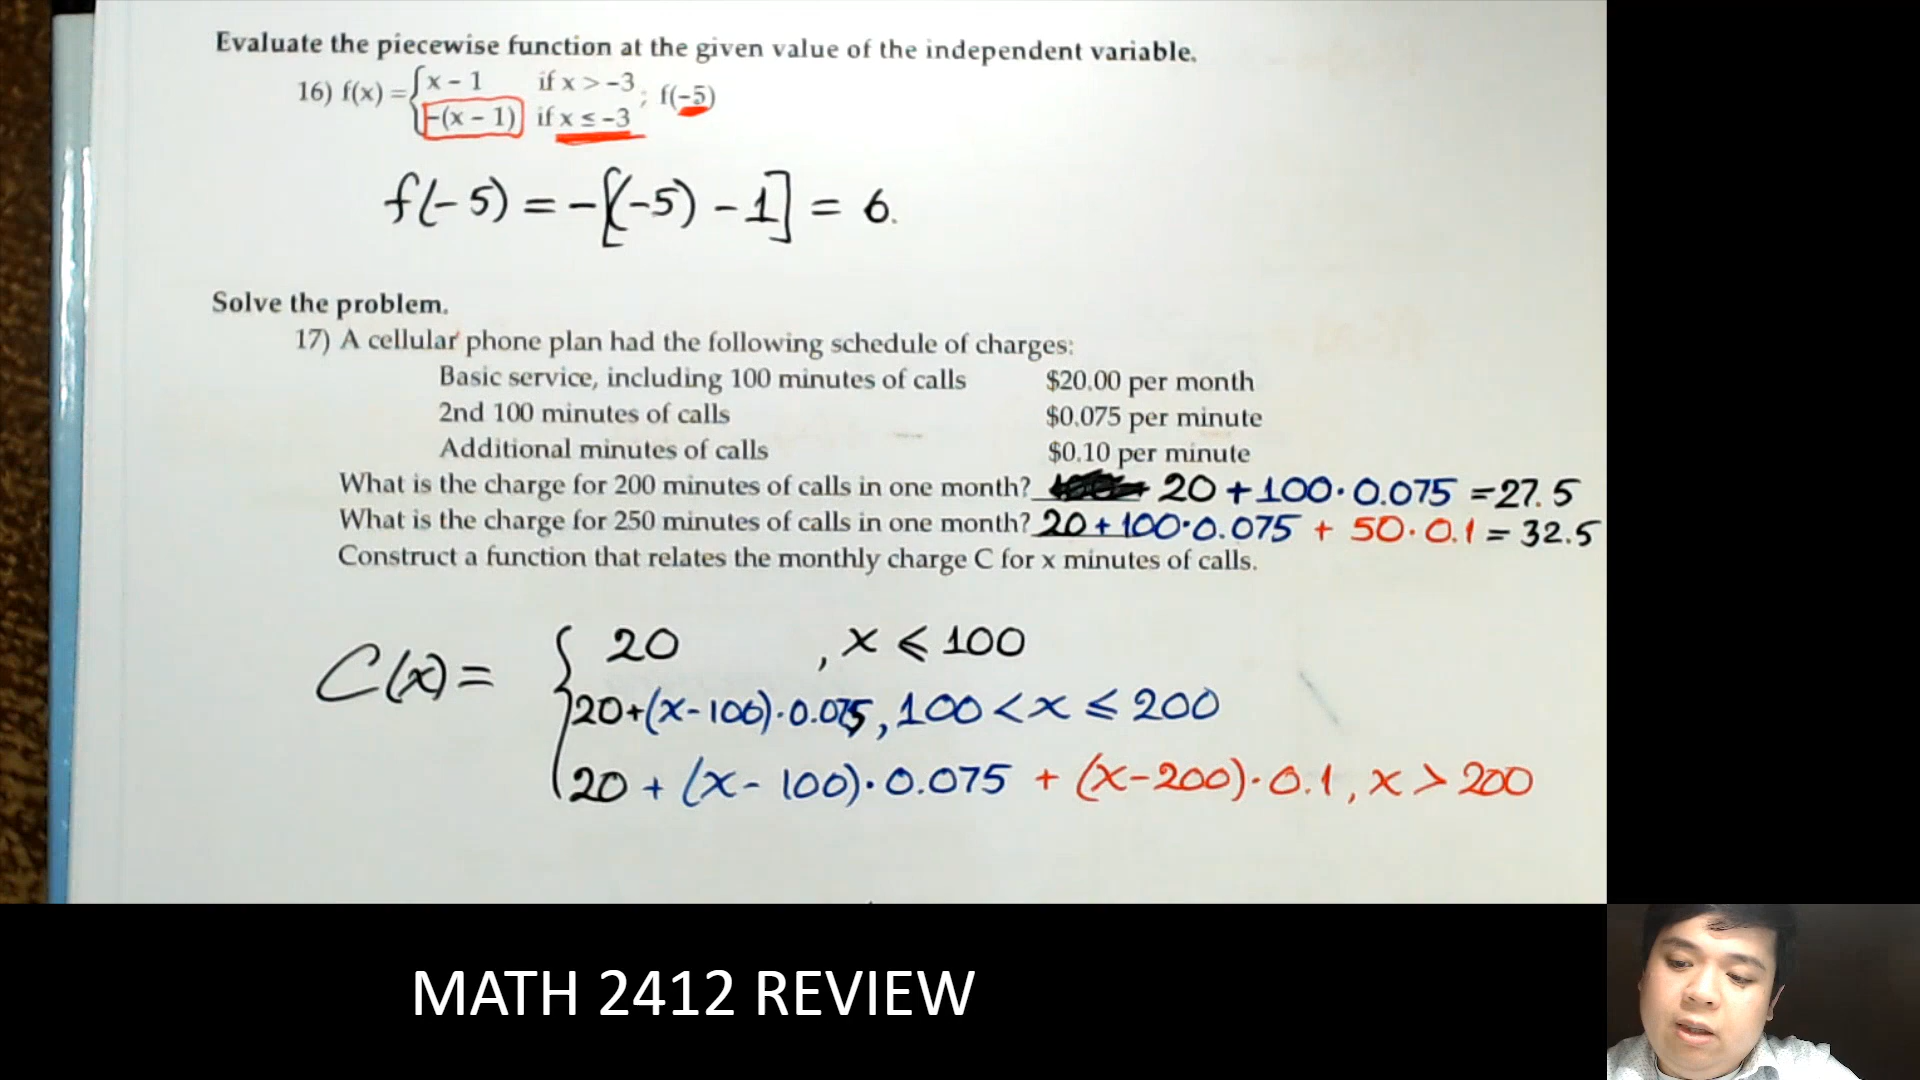 Evaluate the piecewise function at the given value of the independent variable.
16) f(x) = { x – 1 if x > –3 ; f(–5)
–(x – 1) if x ≤ –3
f(-5) = -[(-5) - 1] = 6.
Solve the problem.
17) A cellular phone plan had the following schedule of charges:
Basic service, including 100 minutes of calls $20.00 per month
2nd 100 minutes of calls $0.075 per minute
Additional minutes of calls $0.10 per minute
What is the charge for 200 minutes of calls in one month? 20 + 100·0.075 = 27.5
What is the charge for 250 minutes of calls in one month? 20 + 100·0.075 + 50·0.1 = 32.5
Construct a function that relates the monthly charge C for x minutes of calls.
C(x) = { 20 , x ≤ 100
20+(x-100)·0.075, 100 < x ≤ 200
20 + (x - 100)·0.075 + (x-200)·0.1, x > 200
MATH 2412 REVIEW